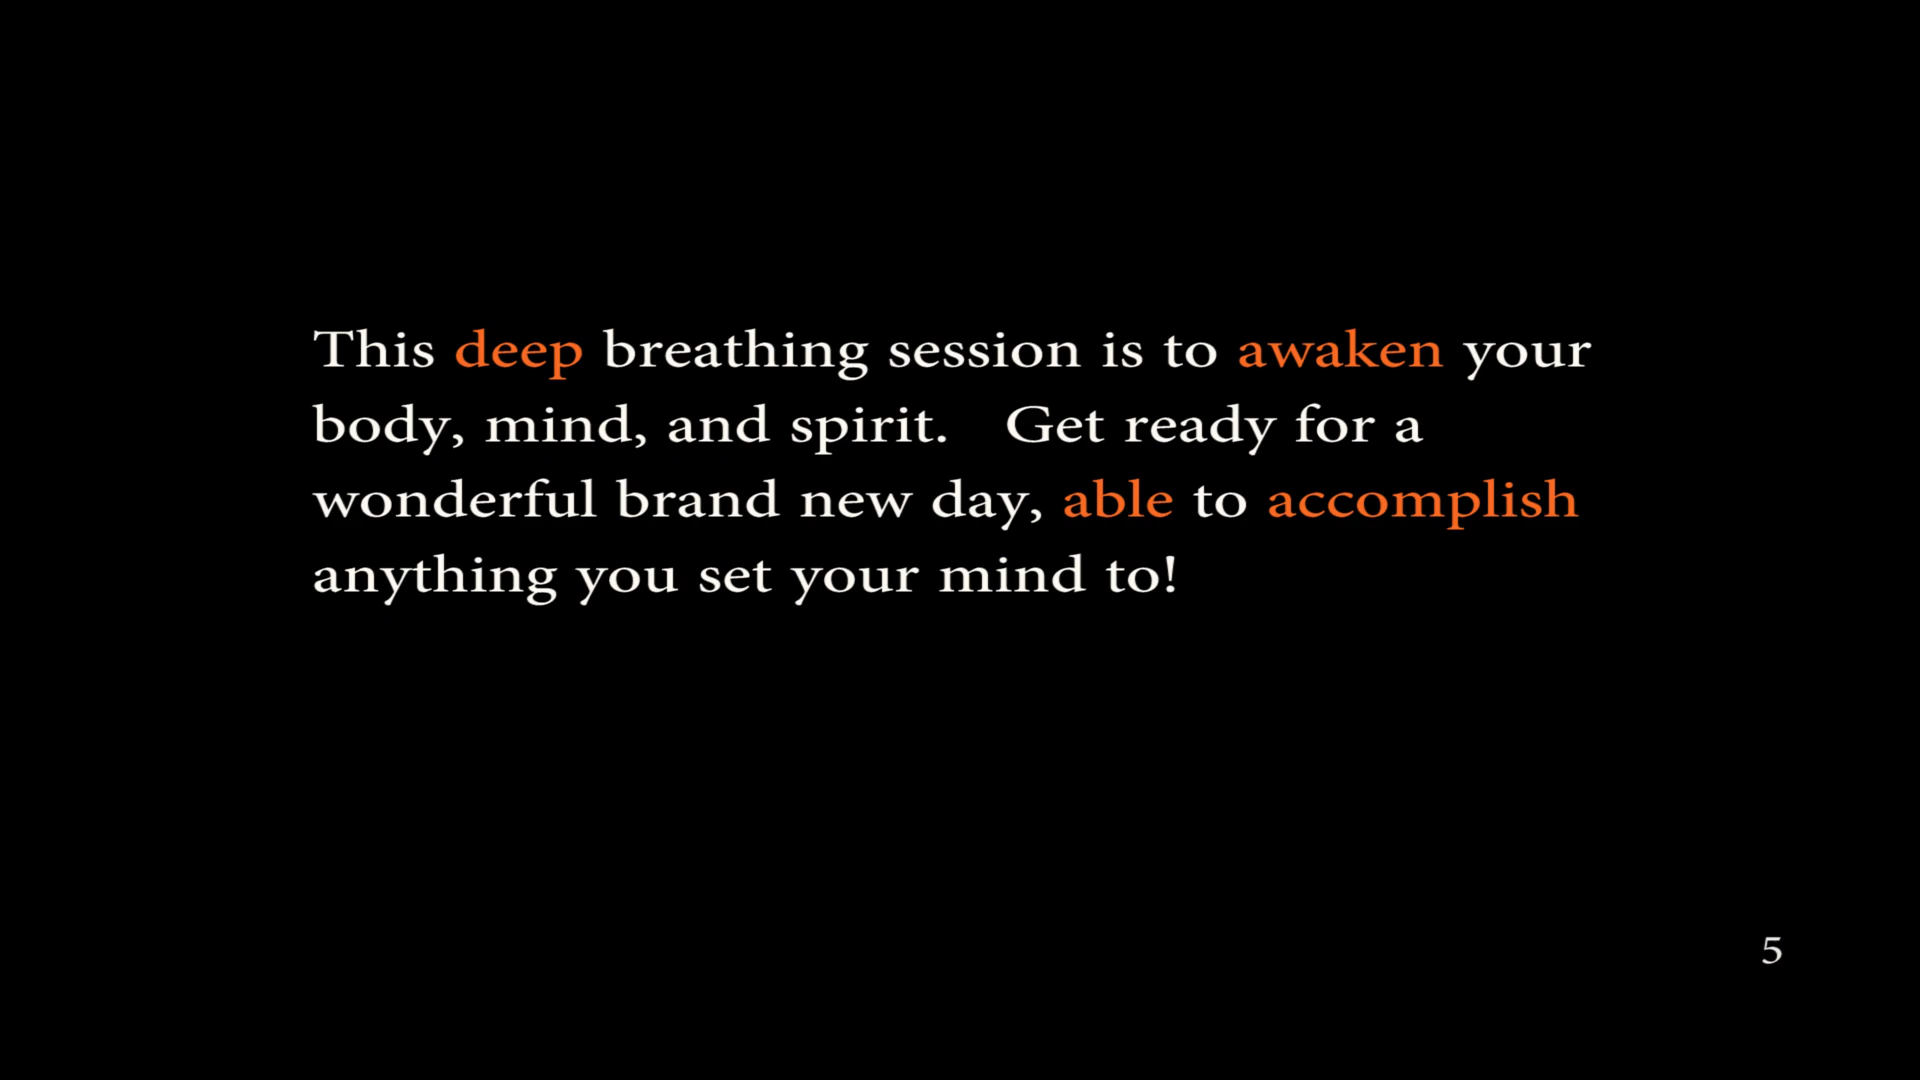 This deep breathing session is to awaken your
body, mind, and spirit.   Get ready for a
wonderful brand new day, able to accomplish
anything you set your mind to!
5